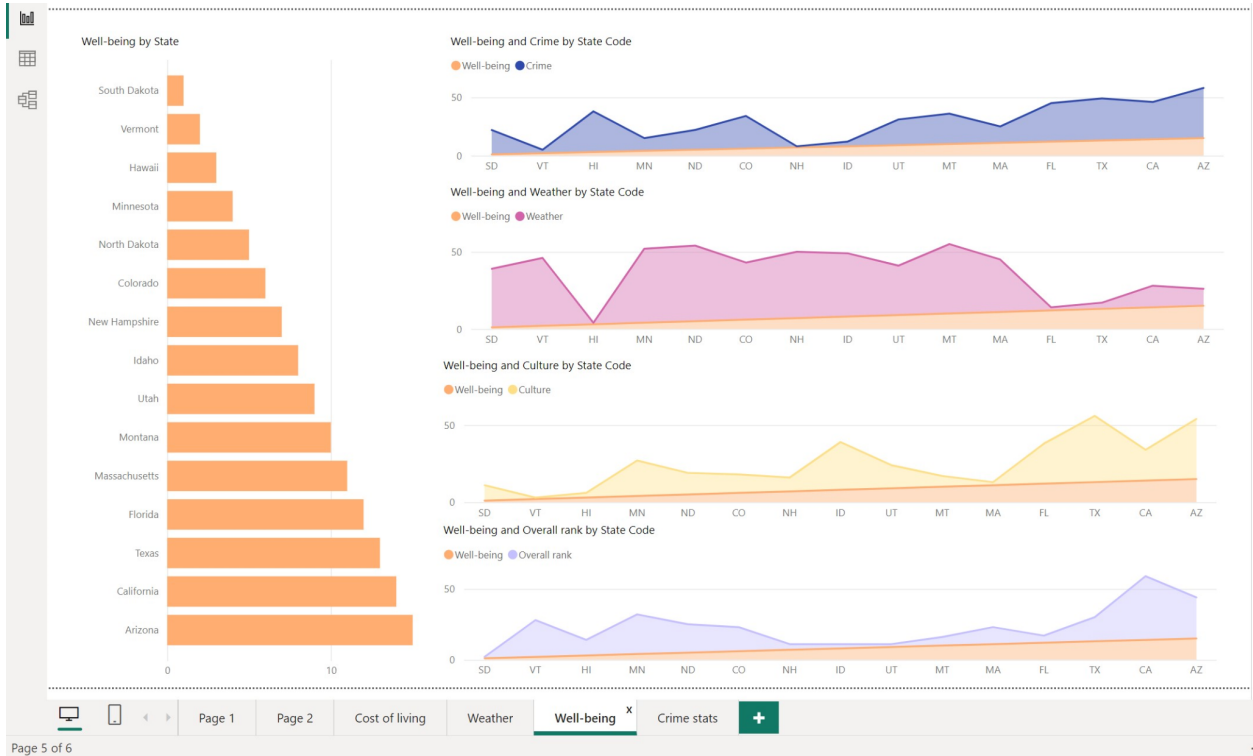 Well-being by State
South Dakota
Vermont
Hawaii
Minnesota
North Dakota
Colorado
New Hampshire
Idaho
Utah
Montana
Massachusetts
Florida
Texas
California
Arizona
0 10
Well-being and Crime by State Code
Well-being Crime
50
0
SD VT HI MN ND CO NH ID UT MT MA FL TX CA AZ
Well-being and Weather by State Code
Well-being Weather
50
0
SD VT HI MN ND CO NH ID UT MT MA FL TX CA AZ
Well-being and Culture by State Code
Well-being Culture
50
0
SD VT HI MN ND CO NH ID UT MT MA FL TX CA AZ
Well-being and Overall rank by State Code
Well-being Overall rank
50
0
SD VT HI MN ND CO NH ID UT MT MA FL TX CA AZ
Page 1 Page 2 Cost of living Weather Well-being x Crime stats +
Page 5 of 6